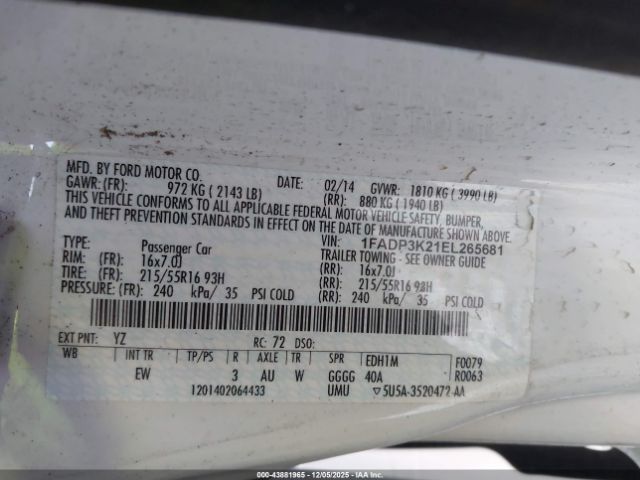 MFD. BY FORD MOTOR CO.
DATE: 02/14 GVWR: 1810 KG ( 3990 LB)
GAWR: (FR): 972 KG ( 2143 LB) (RR): 880 KG ( 1940 LB)
THIS VEHICLE CONFORMS TO ALL APPLICABLE FEDERAL MOTOR VEHICLE SAFETY, BUMPER,
AND THEFT PREVENTION STANDARDS IN EFFECT ON THE DATE OF MANUFACTURE SHOWN ABOVE.
VIN: 1FADP3K21EL265681
TYPE: Passenger Car TRAILER TOWING - SEE OWNER GUIDE
RIM: (FR): 16x7.0J (RR): 16x7.0J
TIRE: (FR): 215/55R16 93H (RR): 215/55R16 93H
PRESSURE: (FR): 240 kPa/ 35 PSI COLD (RR): 240 kPa/ 35 PSI COLD
EXT PNT: YZ RC: 72 DSO:
WB INT TR TP/PS R AXLE TR SPR EDH1M F0079
EW 3 AU W GGGG 40A R0063
1201402064433 UMU ▽5U5A-3520472-AA
000-43881965 - 12/05/2025 - IAA